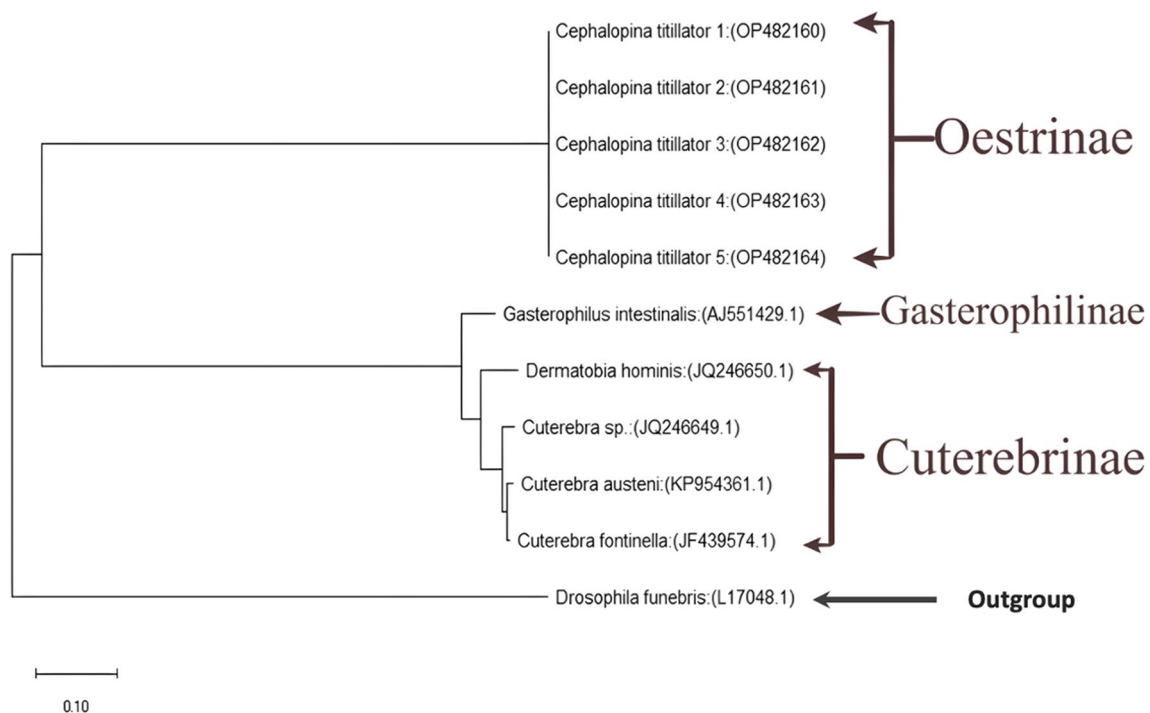 Cephalopina titillator 1:(OP482160)
Cephalopina titillator 2:(OP482161)
Cephalopina titillator 3:(OP482162)
Oestrinae
Cephalopina titillator 4:(OP482163)
Cephalopina titillator 5:(OP482164)
Gasterophilus intestinalis:(AJ551429.1)
Gasterophilinae
Dermatobia hominis:(JQ246650.1)
Cuterebra sp.:(JQ246649.1)
Cuterebrinae
Cuterebra austeni:(KP954361.1)
Cuterebra fontinella:(JF439574.1)
Drosophila funebris:(L17048.1)
Outgroup
0.10